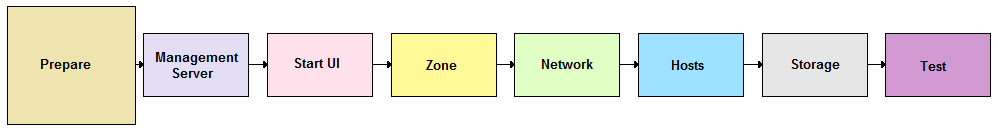 Prepare
Management
Server
Start UI
Zone
Network
Hosts
Storage
Test